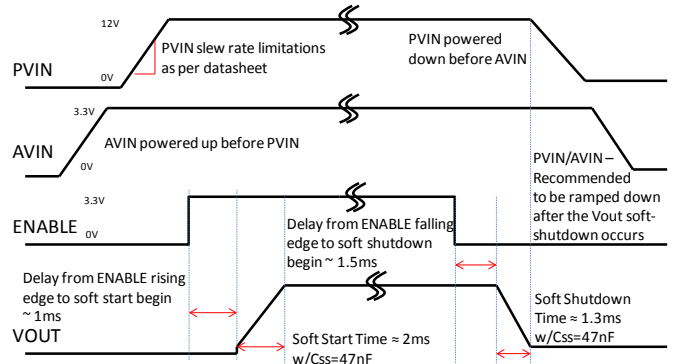 12V
PVIN
0V
PVIN slew rate limitations
as per datasheet
PVIN powered
down before AVIN
3.3V
AVIN
0V
AVIN powered up before PVIN
PVIN/AVIN –
Recommended
to be ramped down
after the Vout soft-
shutdown occurs
3.3V
ENABLE
0V
Delay from ENABLE falling
edge to soft shutdown
begin ~ 1.5ms
Delay from ENABLE rising
edge to soft start begin
~ 1ms
VOUT
Soft Start Time ≈ 2ms
w/Css=47nF
Soft Shutdown
Time ≈ 1.3ms
w/Css=47nF